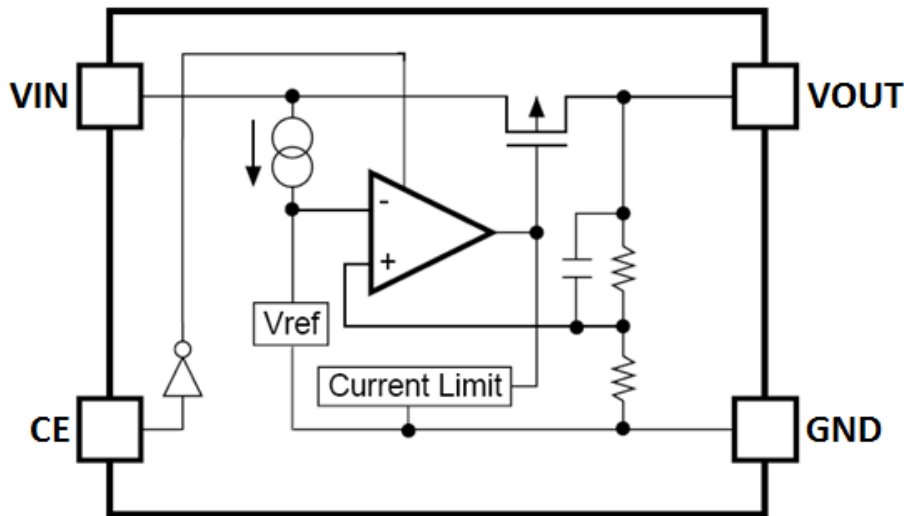 VIN
VOUT
-
+
Vref
Current Limit
CE
GND